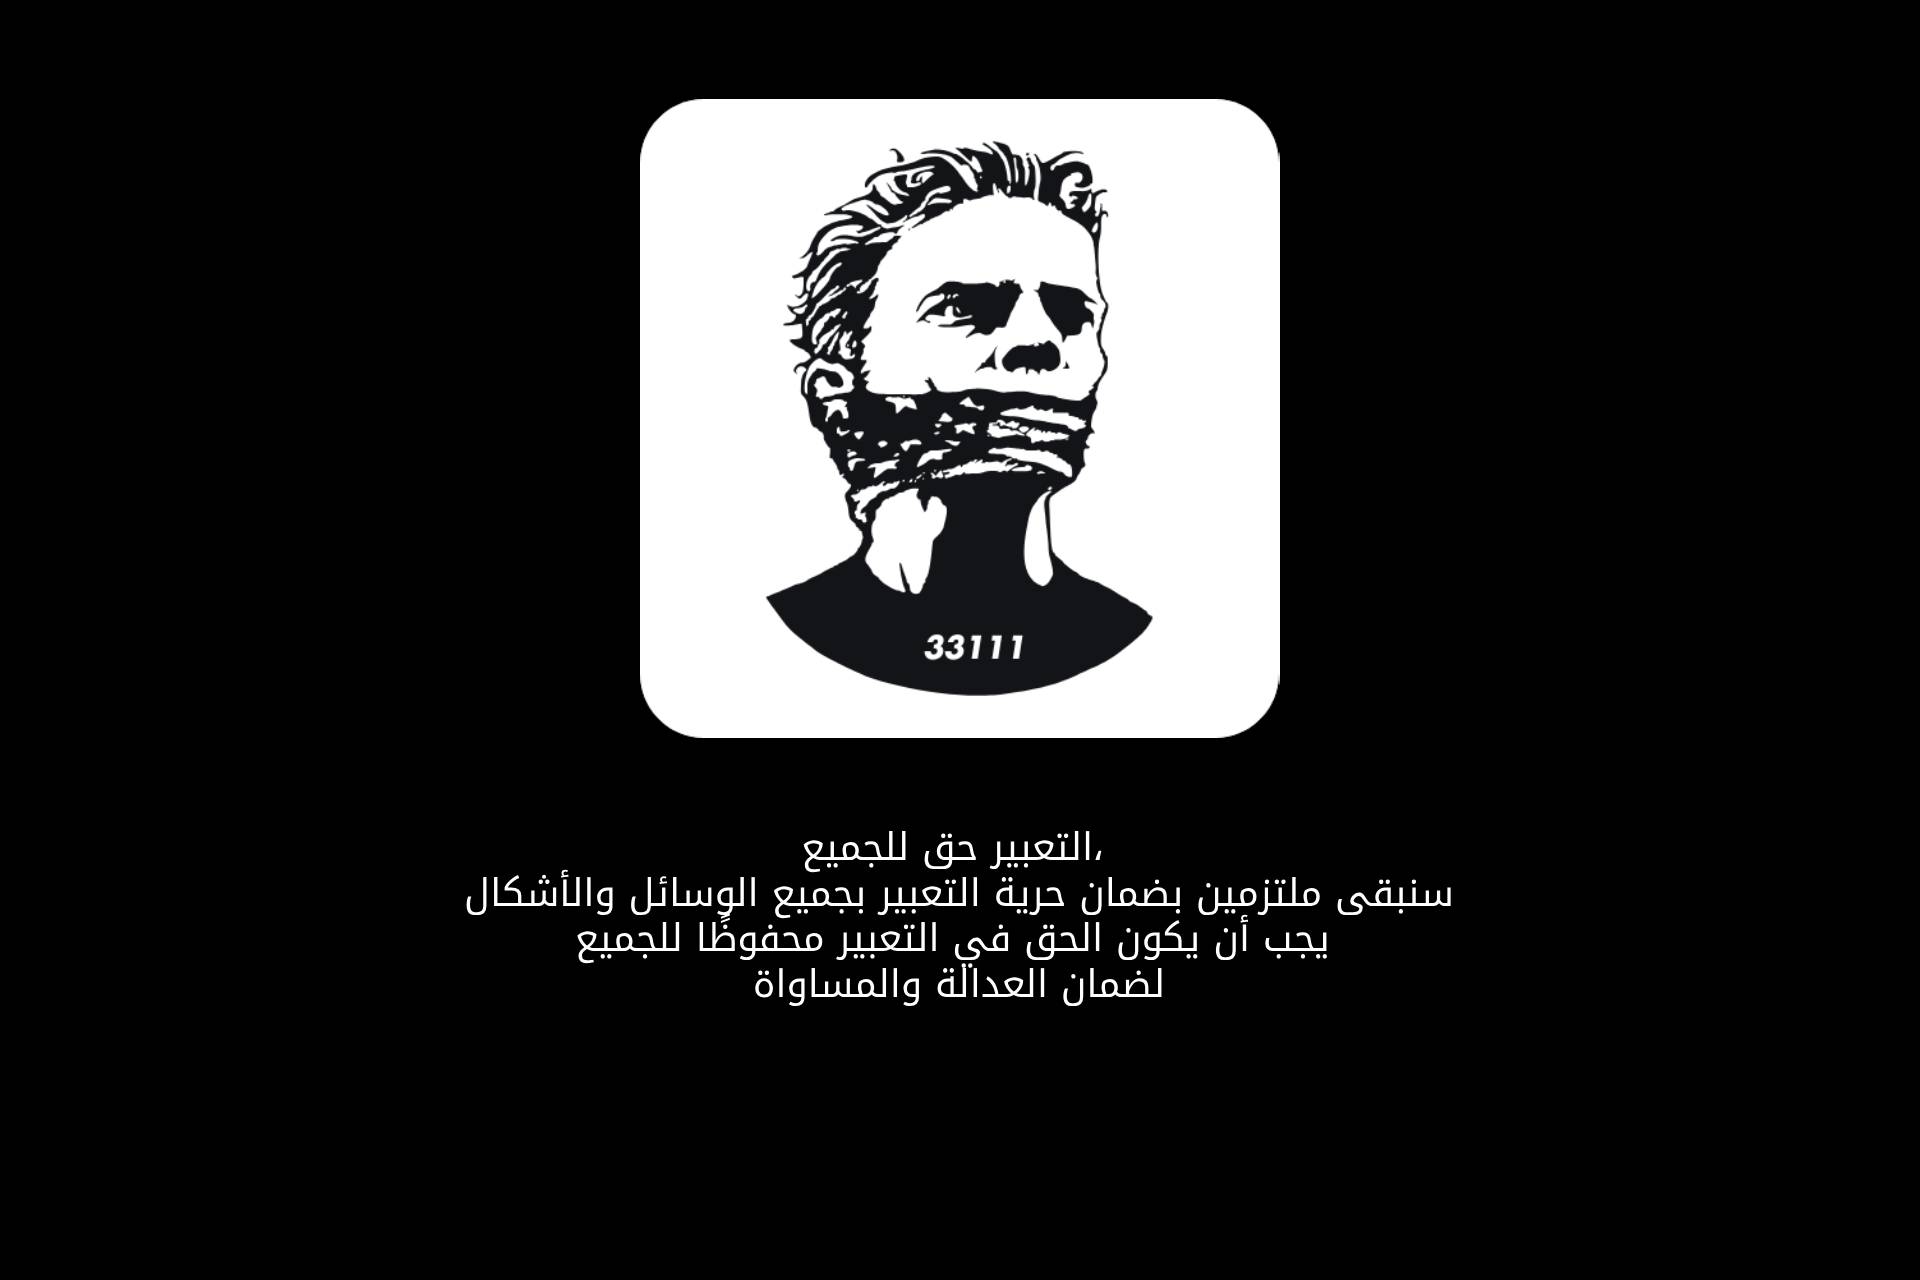 33111
،التعبير حق للجميع
سنبقى ملتزمين بضمان حرية التعبير بجميع الوسائل والأشكال
يجب أن يكون الحق في التعبير محفوظًا للجميع
لضمان العدالة والمساواة